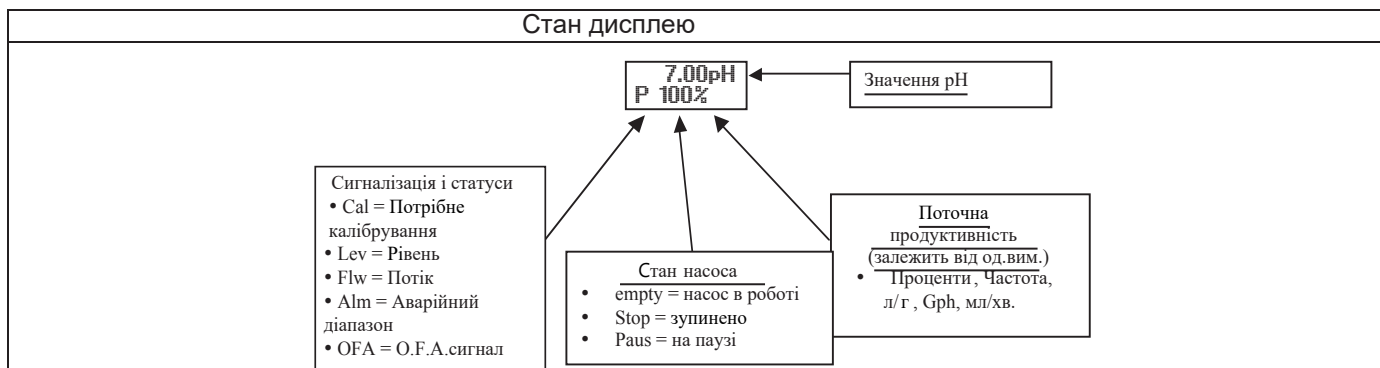 Стан дисплею
7.00pH
P 100%
Значення pH
Сигналізація і статуси
• Cal = Потрібне
калібрування
• Lev = Рівень
• Flw = Потік
• Alm = Аварійний
діапазон
• OFA = O.F.A.сигнал
Стан насоса
• empty = насос в роботі
• Stop = зупинено
• Paus = на паузі
Поточна
продуктивність
(залежить від од.вим.)
• Проценти, Частота,
л/г, Gph, мл/хв.